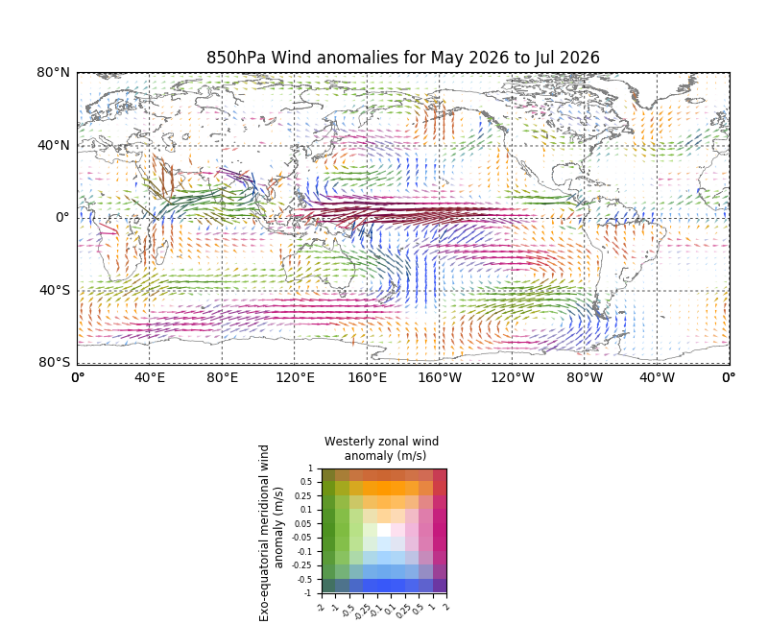 850hPa Wind anomalies for May 2026 to Jul 2026
80°N
40°N
0°
40°S
80°S
0° 40°E 80°E 120°E 160°E 160°W 120°W 80°W 40°W 0°
Westerly zonal wind
anomaly (m/s)
Exo-equatorial meridional wind
anomaly (m/s)
1
0.5
0.25
0.1
0.05
-0.05
-0.1
-0.25
-0.5
-1
-2 -1 -0.5 -0.25 -0.1 0.1 0.25 0.5 1 2